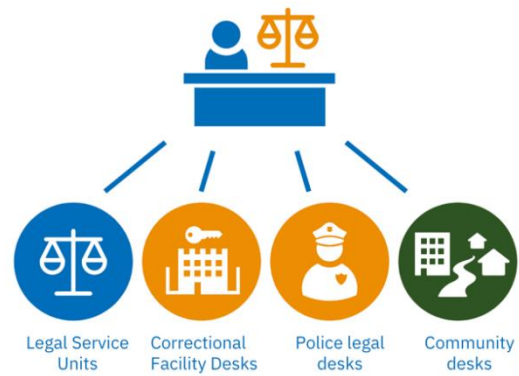 Legal Service
Units
Correctional
Facility Desks
Police legal
desks
Community
desks